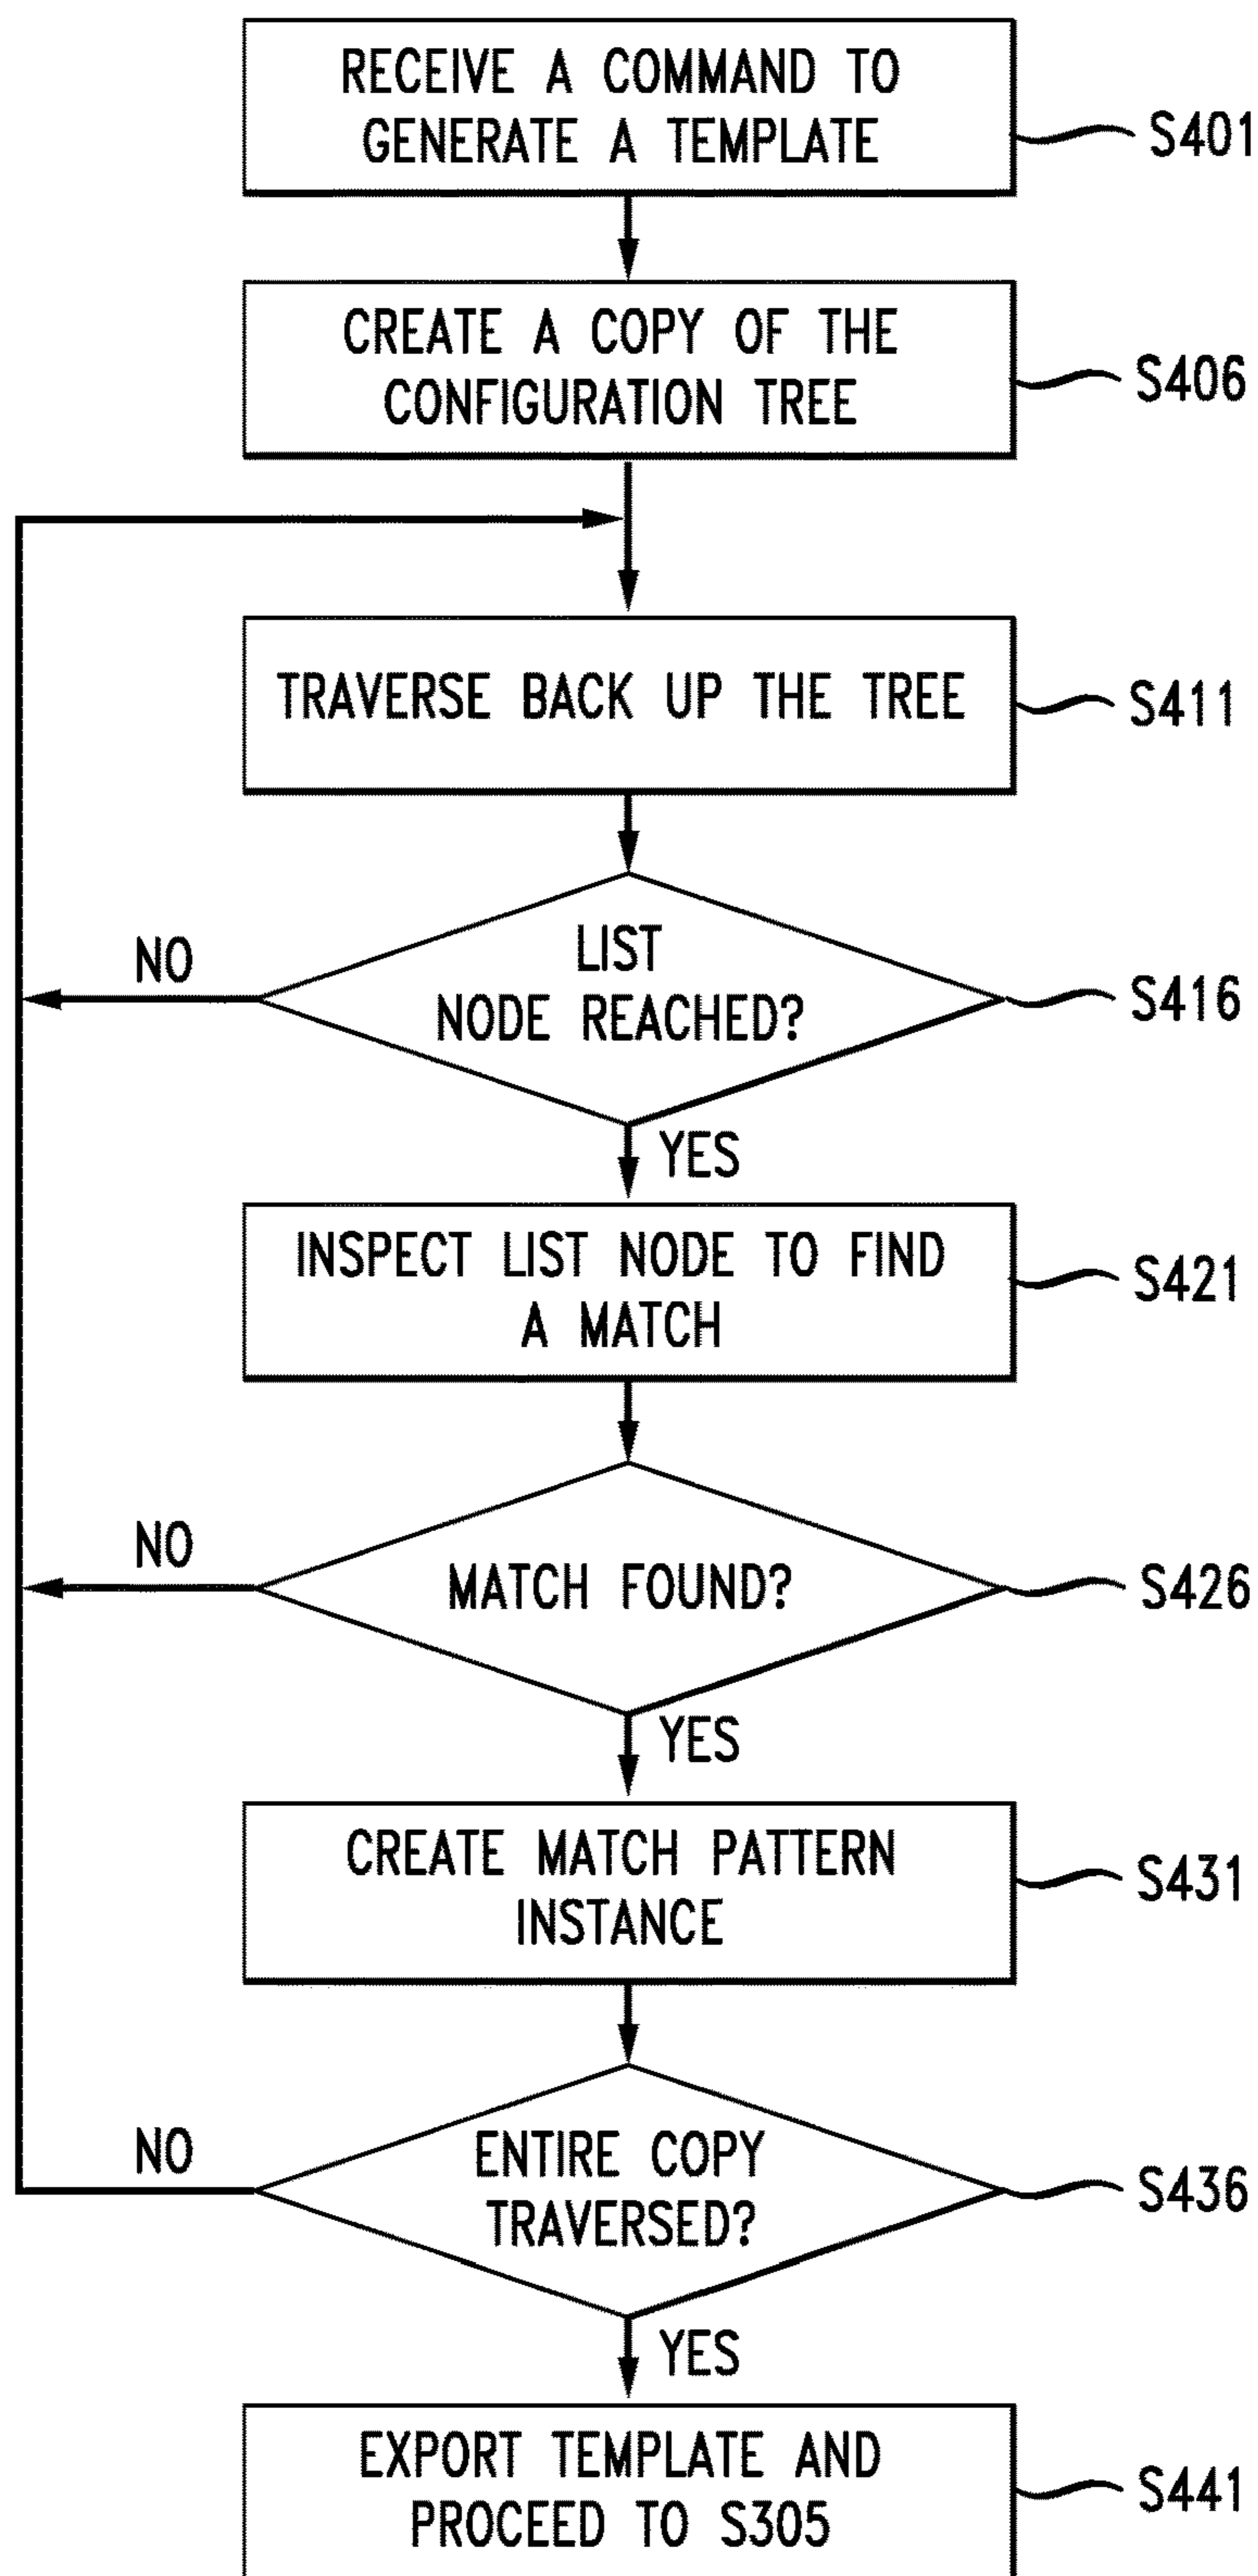 RECEIVE A COMMAND TO
GENERATE A TEMPLATE
S401
CREATE A COPY OF THE
CONFIGURATION TREE
S406
TRAVERSE BACK UP THE TREE
S411
LIST
NODE REACHED?
NO
S416
YES
INSPECT LIST NODE TO FIND
A MATCH
S421
MATCH FOUND?
NO
S426
YES
CREATE MATCH PATTERN
INSTANCE
S431
ENTIRE COPY
TRAVERSED?
NO
S436
YES
EXPORT TEMPLATE AND
PROCEED TO S305
S441